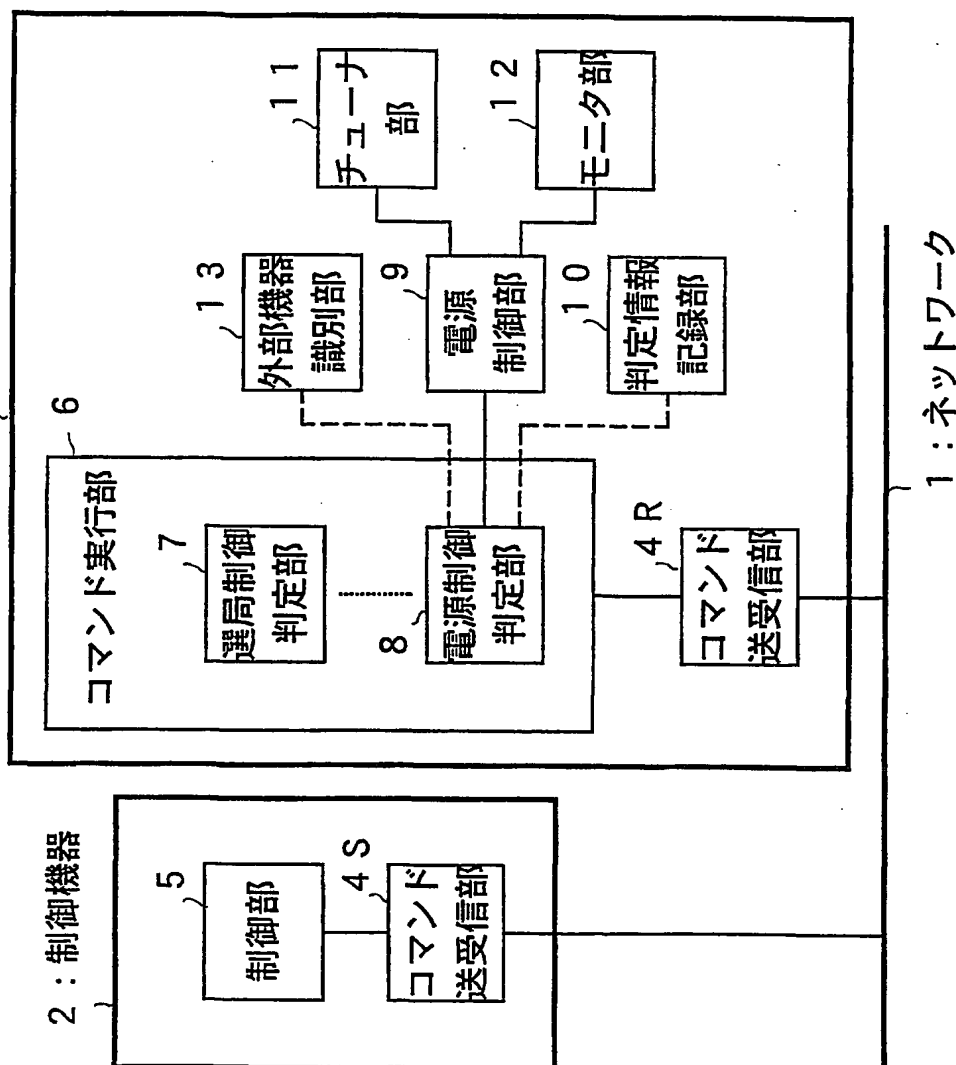 2：制御機器
5
制御部
4S
コマンド
送受信部
6
コマンド実行部
7
選局制御
判定部
8
電源制御
判定部
4R
コマンド
送受信部
13
外部機器
識別部
9
電源
制御部
10
判定情報
記録部
11
チューナ
部
12
モニタ部
1：ネットワーク